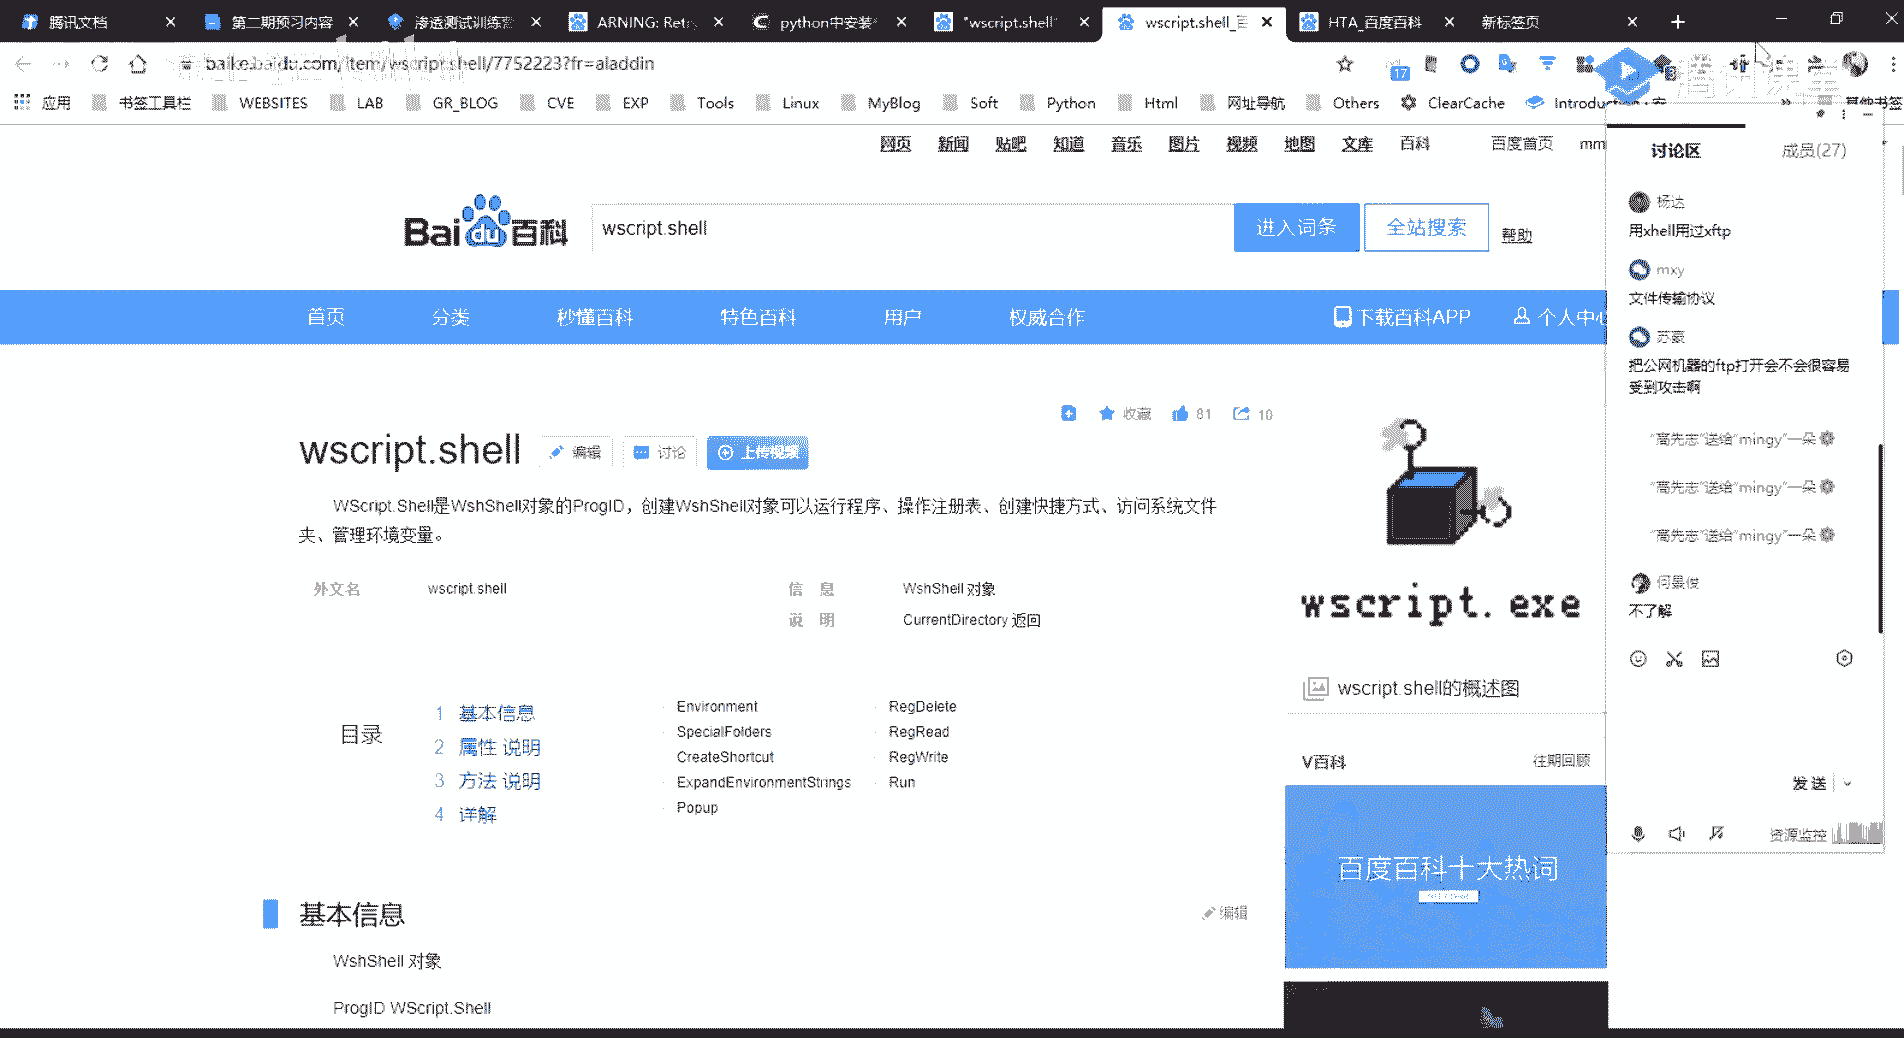 腾讯文档
第二期预习内容
渗透测试训练营
ARNING: Retr
python中安装
"wscript.shell"
wscript.shell_百
HTA_百度百科
新标签页
baike.baidu.com/item/wscript.shell/7752223?fr=aladdin
17
3
应用
书签工具栏
WEBSITES
LAB
GR_BLOG
CVE
EXP
Tools
Linux
MyBlog
Soft
Python
Html
网址导航
Others
ClearCache
其他书签
腾讯课堂
网页 新闻 贴吧 知道 音乐 图片 视频 地图 文库 百科 百度首页 mm
Baidu百科
wscript.shell
进入词条
全站搜索
帮助
首页 分类 秒懂百科 特色百科 用户 权威合作 下载百科APP 个人中心
收藏 81 10
wscript.shell
编辑
讨论
上传视频
WScript.Shell是WshShell对象的ProgID，创建WshShell对象可以运行程序、操作注册表、创建快捷方式、访问系统文件
夹、管理环境变量。
外文名 wscript.shell
信 息 WshShell 对象
说 明 CurrentDirectory 返回
目录
1 基本信息
2 属性 说明
3 方法 说明
4 详解
Environment
SpecialFolders
CreateShortcut
ExpandEnvironmentStrings
Popup
RegDelete
RegRead
RegWrite
Run
基本信息
编辑
WshShell 对象
ProgID WScript.Shell
wscript.exe
wscript.shell的概述图
V百科
往期回顾
百度百科十大热词
讨论区
成员(27)
杨达
用xhell用过xftp
mxy
文件传输协议
苏豪
把公网机器的ftp打开会不会很容易
受到攻击啊
"高先志"送给"mingy"一朵
"高先志"送给"mingy"一朵
"高先志"送给"mingy"一朵
何景俊
不了解
发送
资源监控